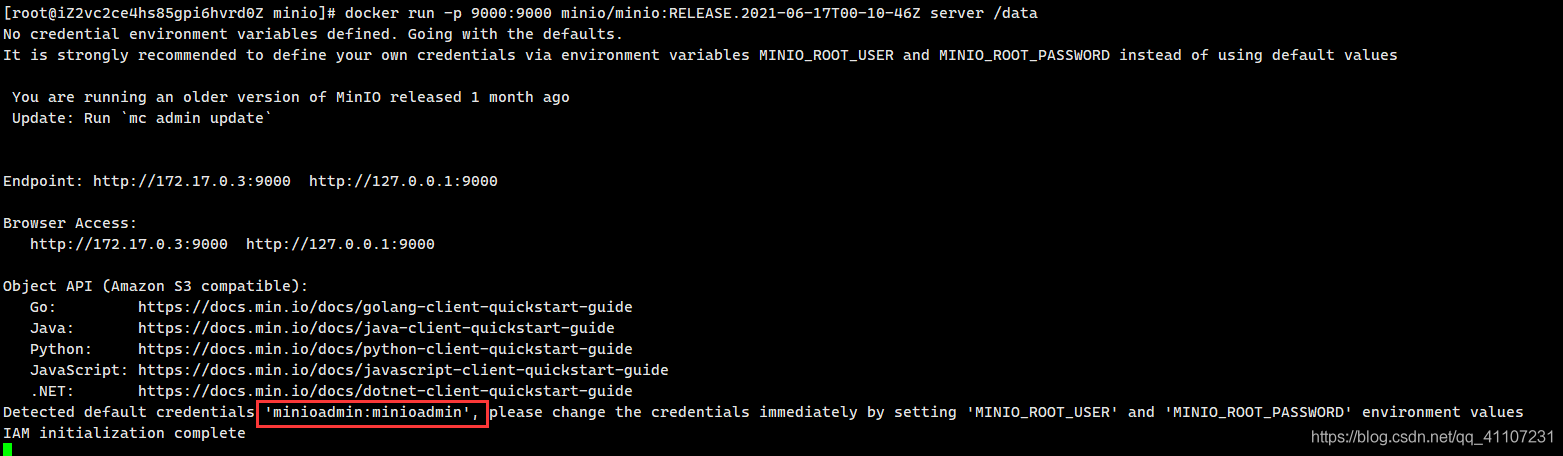 [root@iZ2vc2ce4hs85gpi6hvrd0Z minio]# docker run -p 9000:9000 minio/minio:RELEASE.2021-06-17T00-10-46Z server /data
No credential environment variables defined. Going with the defaults.
It is strongly recommended to define your own credentials via environment variables MINIO_ROOT_USER and MINIO_ROOT_PASSWORD instead of using default values
You are running an older version of MinIO released 1 month ago
Update: Run `mc admin update`
Endpoint: http://172.17.0.3:9000  http://127.0.0.1:9000
Browser Access:
http://172.17.0.3:9000  http://127.0.0.1:9000
Object API (Amazon S3 compatible):
Go:         https://docs.min.io/docs/golang-client-quickstart-guide
Java:       https://docs.min.io/docs/java-client-quickstart-guide
Python:     https://docs.min.io/docs/python-client-quickstart-guide
JavaScript: https://docs.min.io/docs/javascript-client-quickstart-guide
.NET:       https://docs.min.io/docs/dotnet-client-quickstart-guide
Detected default credentials 'minioadmin:minioadmin', please change the credentials immediately by setting 'MINIO_ROOT_USER' and 'MINIO_ROOT_PASSWORD' environment values
IAM initialization complete
https://blog.csdn.net/qq_41107231